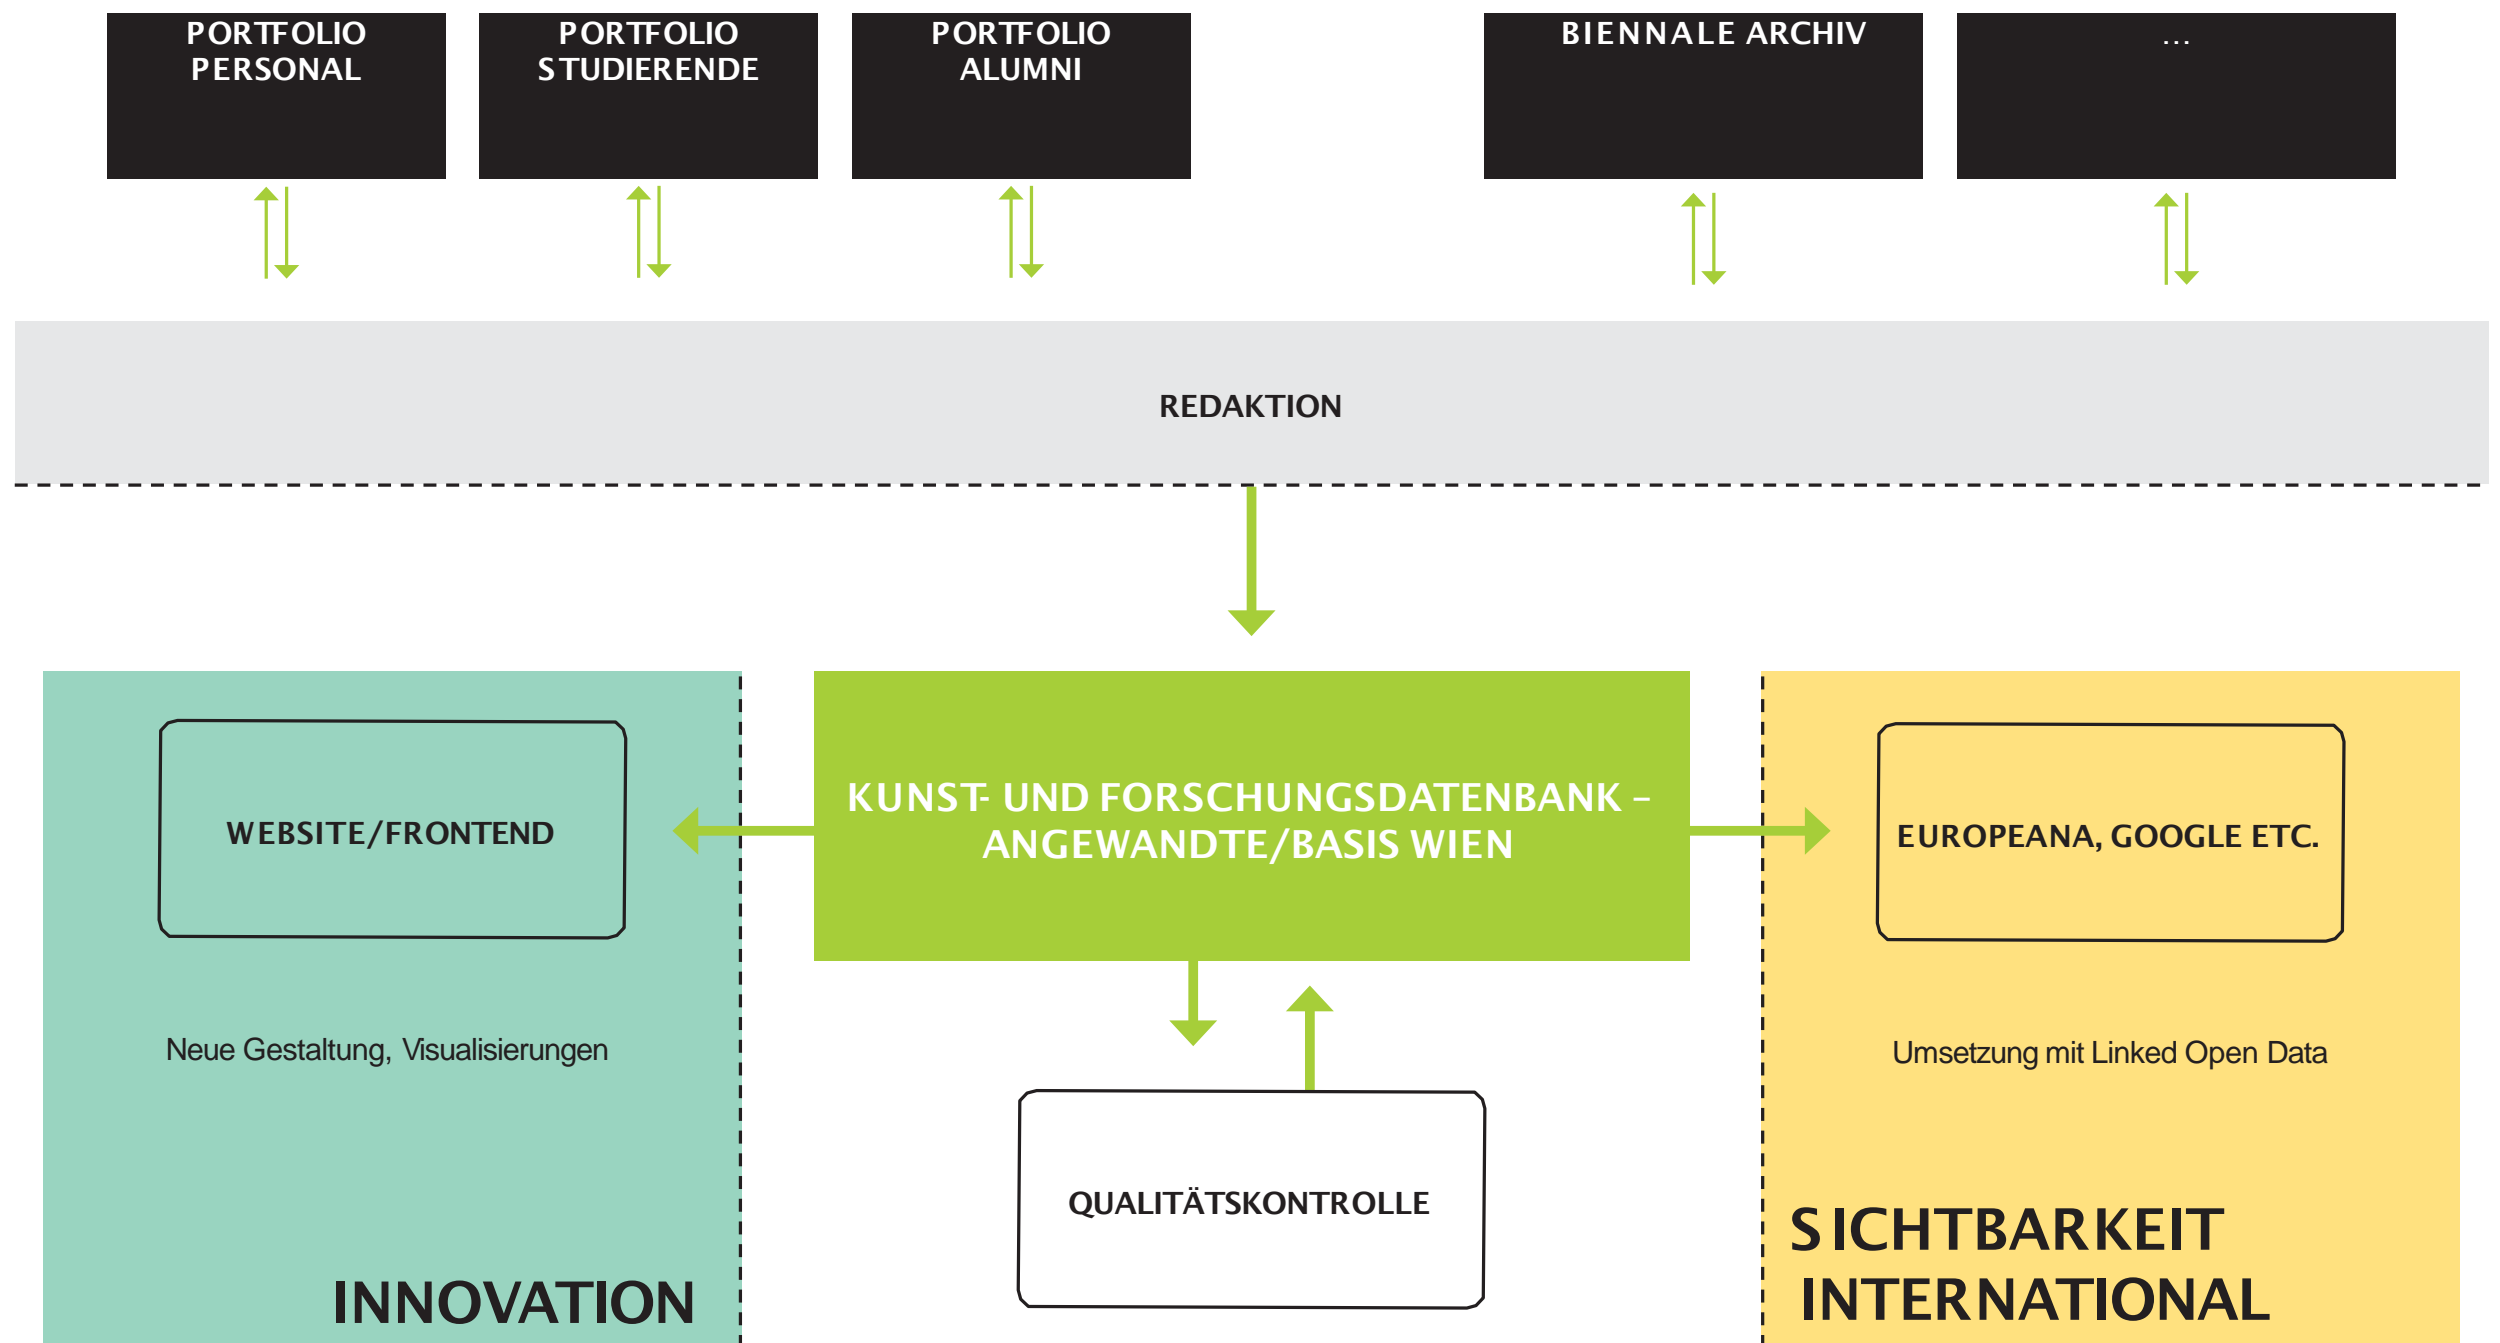 PORTFOLIO
PERSONAL
PORTFOLIO
STUDIERENDE
PORTFOLIO
ALUMNI
BIENNALE ARCHIV
...
REDAKTION
WEBSITE/FRONTEND
Neue Gestaltung, Visualisierungen
INNOVATION
KUNST- UND FORSCHUNGSDATENBANK –
ANGEWANDTE/BASIS WIEN
QUALITÄTSKONTROLLE
EUROPEANA, GOOGLE ETC.
Umsetzung mit Linked Open Data
SICHTBARKEIT
INTERNATIONAL